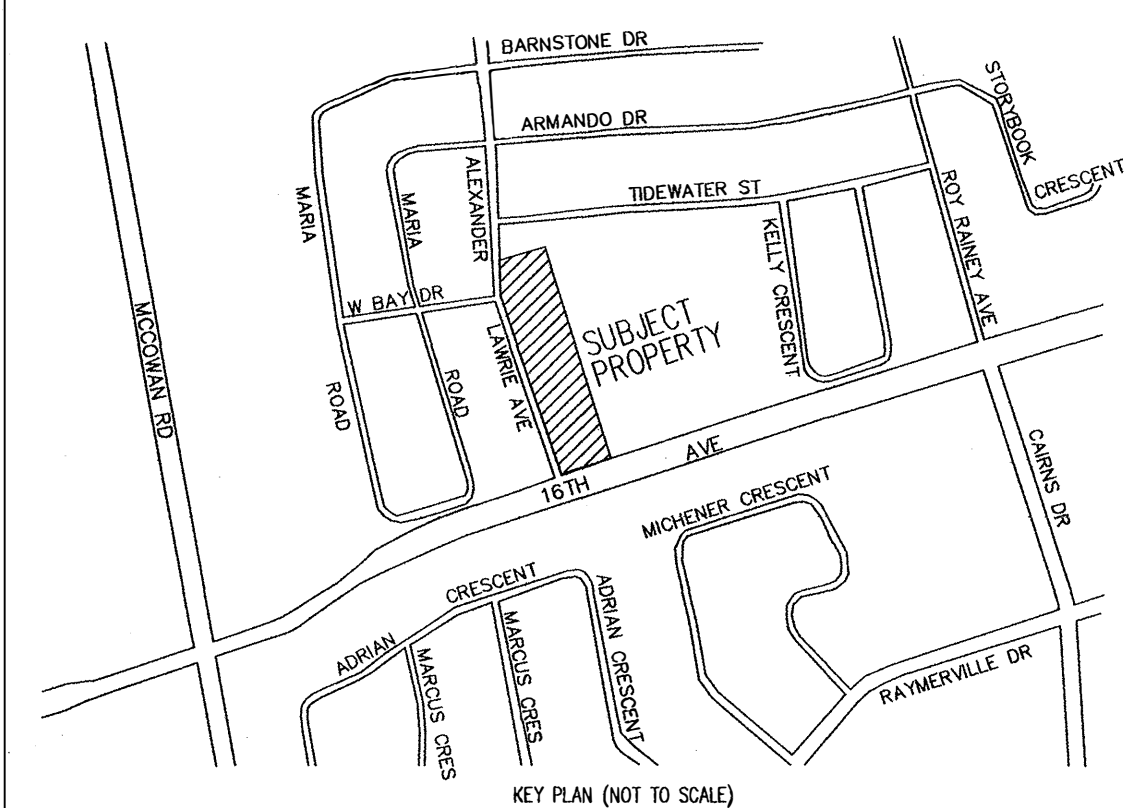 BARNSTONE DR
STORYBOOK
CRESCENT
ARMANDO DR
ALEXANDER
TIDEWATER ST
MARIA
MARIA
KELLY CRESCENT
ROY RAINEY AVE
W BAY DR
MCCOWAN RD
LAWRIE AVE
SUBJECT
PROPERTY
ROAD
ROAD
16TH
AVE
CAIRNS DR
MICHENER CRESCENT
CRESCENT
ADRIAN
MARCUS CRES
MARCUS CRES
ADRIAN CRESCENT
RAYMERVILLE DR
KEY PLAN (NOT TO SCALE)